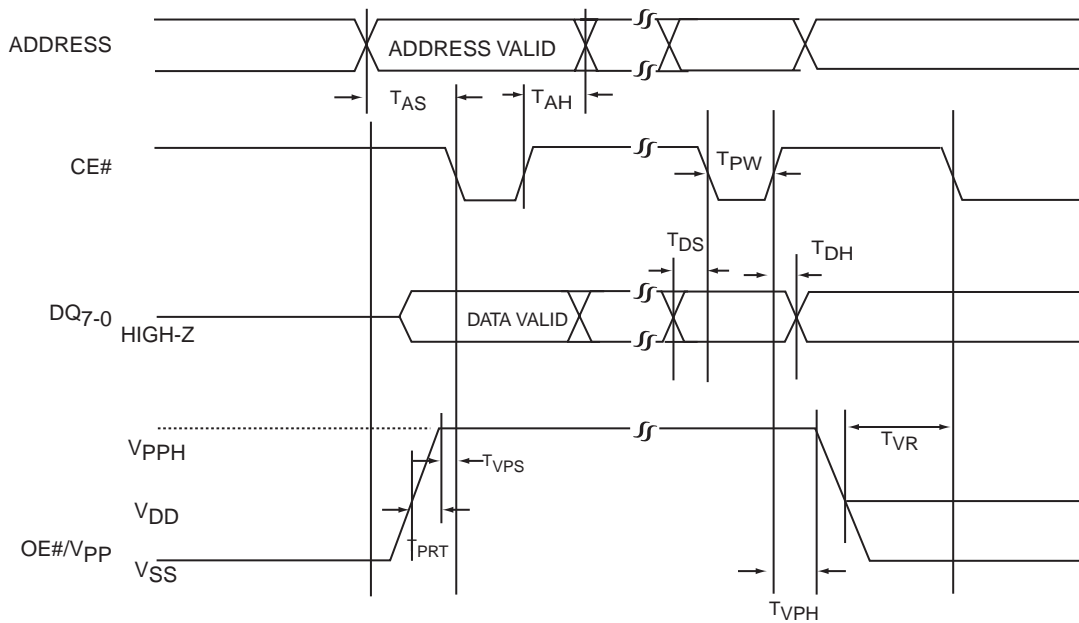 ADDRESS
ADDRESS VALID
TAS
TAH
CE#
TPW
TDS
TDH
DQ7-0
HIGH-Z
DATA VALID
VPPH
TVPS
TVR
VDD
OE#/VPP
TPRT
VSS
TVPH